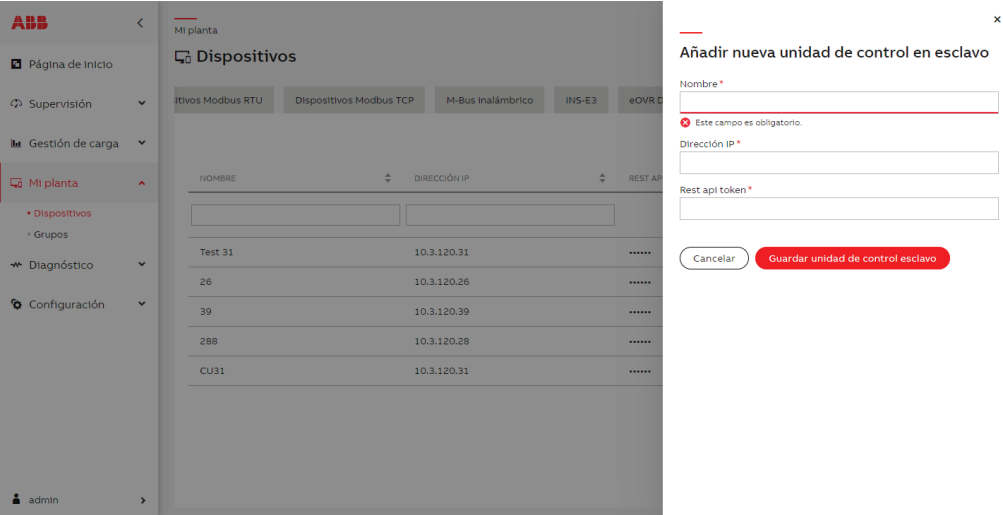 ABB
Página de inicio
Supervisión
Gestión de carga
Mi planta
Dispositivos
Grupos
Diagnóstico
Configuración
admin
Mi planta
Dispositivos
itivos Modbus RTU
Dispositivos Modbus TCP
M-Bus Inalámbrico
INS-E3
eOVR D
NOMBRE
DIRECCIÓN IP
REST AP
Test 31 10.3.120.31 ••••••
26 10.3.120.26 ••••••
39 10.3.120.39 ••••••
288 10.3.120.28 ••••••
CU31 10.3.120.31 ••••••
Añadir nueva unidad de control en esclavo
Nombre *
Este campo es obligatorio.
Dirección IP *
Rest api token *
Cancelar
Guardar unidad de control esclavo